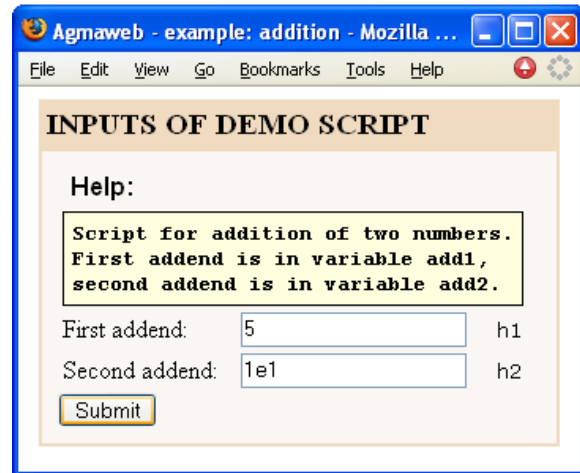 Agmaweb - example: addition - Mozilla ...
File Edit View Go Bookmarks Tools Help
INPUTS OF DEMO SCRIPT
Help:
Script for addition of two numbers.
First addend is in variable add1,
second addend is in variable add2.
First addend: 5 h1
Second addend: 1e1 h2
Submit